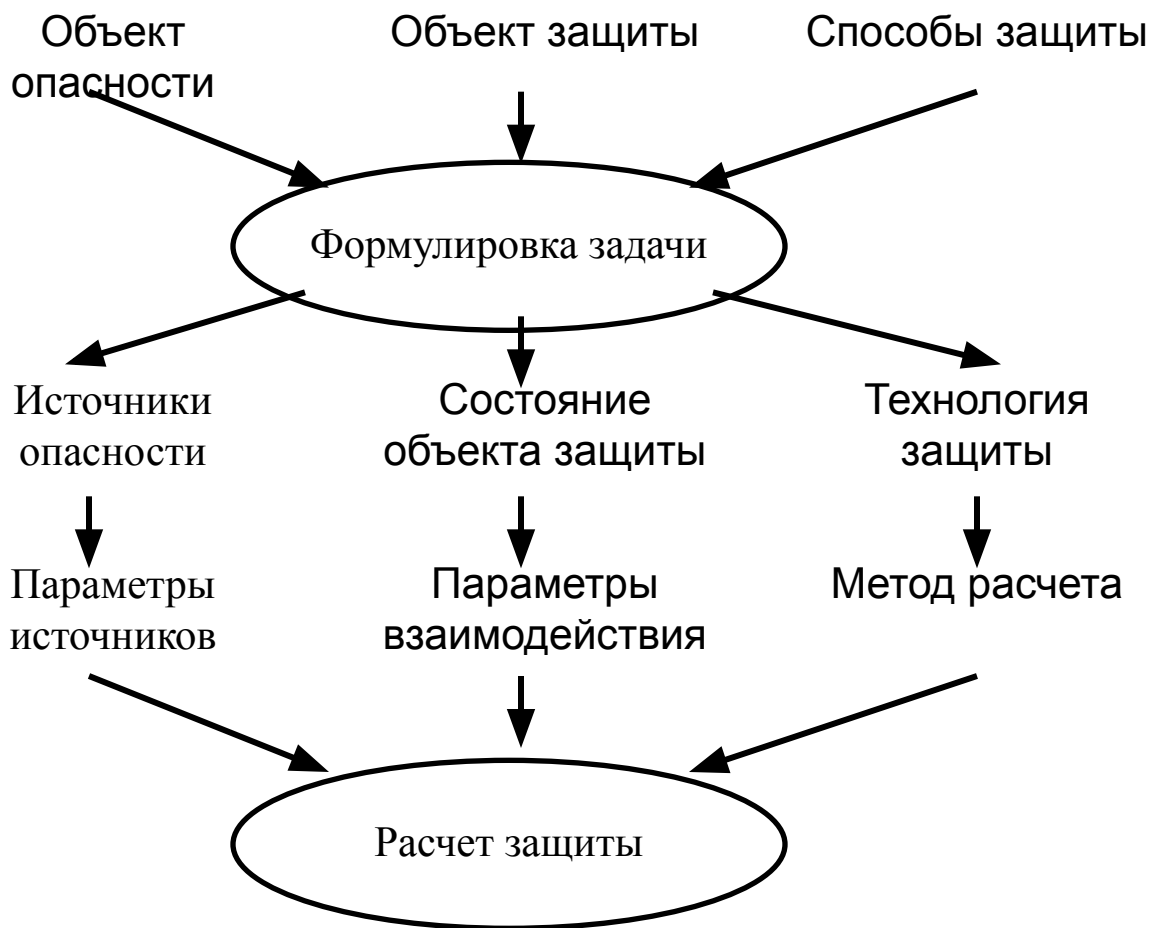 Объект
опасности
Объект защиты
Способы защиты
Формулировка задачи
Источники
опасности
Состояние
объекта защиты
Технология
защиты
Параметры
источников
Параметры
взаимодействия
Метод расчета
Расчет защиты